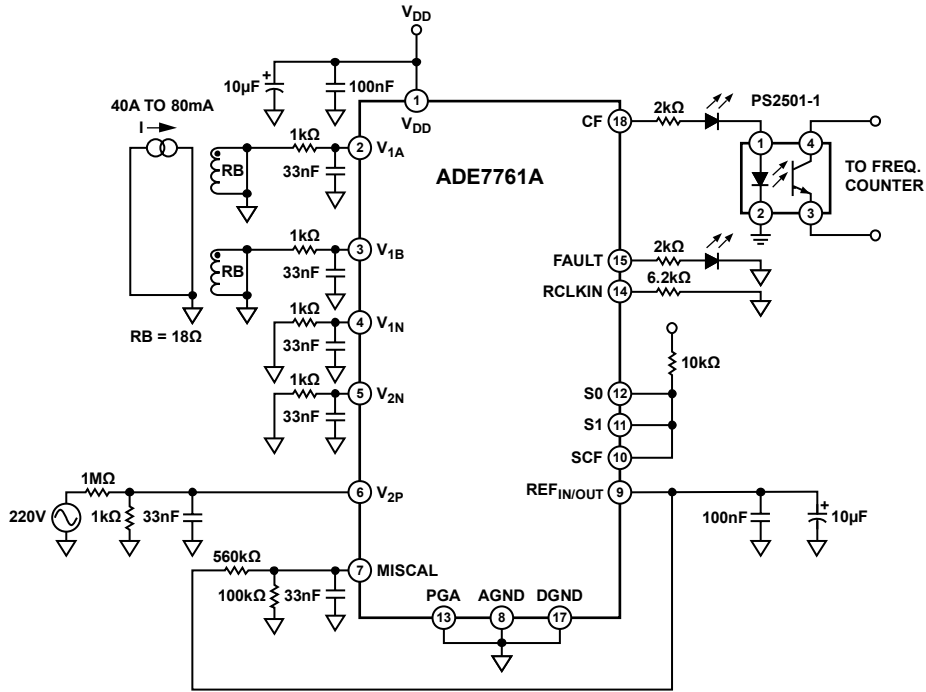 VDD
10µF
+
100nF
1
VDD
40A TO 80mA
I
RB
1kΩ
33nF
2
V1A
RB
1kΩ
33nF
3
V1B
RB = 18Ω
1kΩ
33nF
4
V1N
1kΩ
33nF
5
V2N
1MΩ
220V
1kΩ
33nF
6
V2P
560kΩ
100kΩ
33nF
7
MISCAL
ADE7761A
PGA
AGND
DGND
13
8
17
CF
18
2kΩ
PS2501-1
1
4
2
3
TO FREQ.
COUNTER
FAULT
15
2kΩ
RCLKIN
14
6.2kΩ
10kΩ
S0
12
S1
11
SCF
10
REFIN/OUT
9
100nF
+
10µF